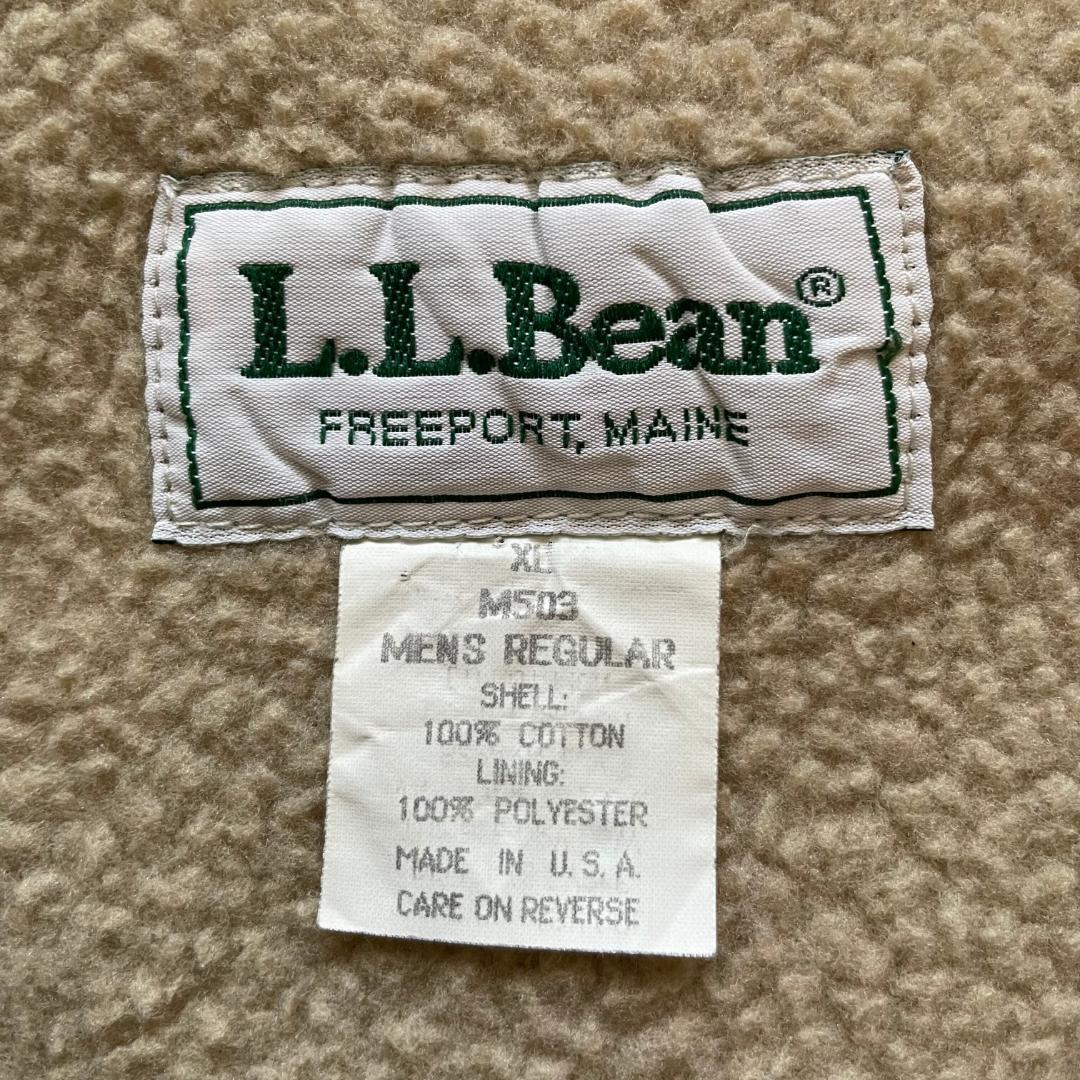 L.L.Bean®
FREEPORT, MAINE
XL
M503
MENS REGULAR
SHELL:
100% COTTON
LINING:
100% POLYESTER
MADE IN U.S.A.
CARE ON REVERSE